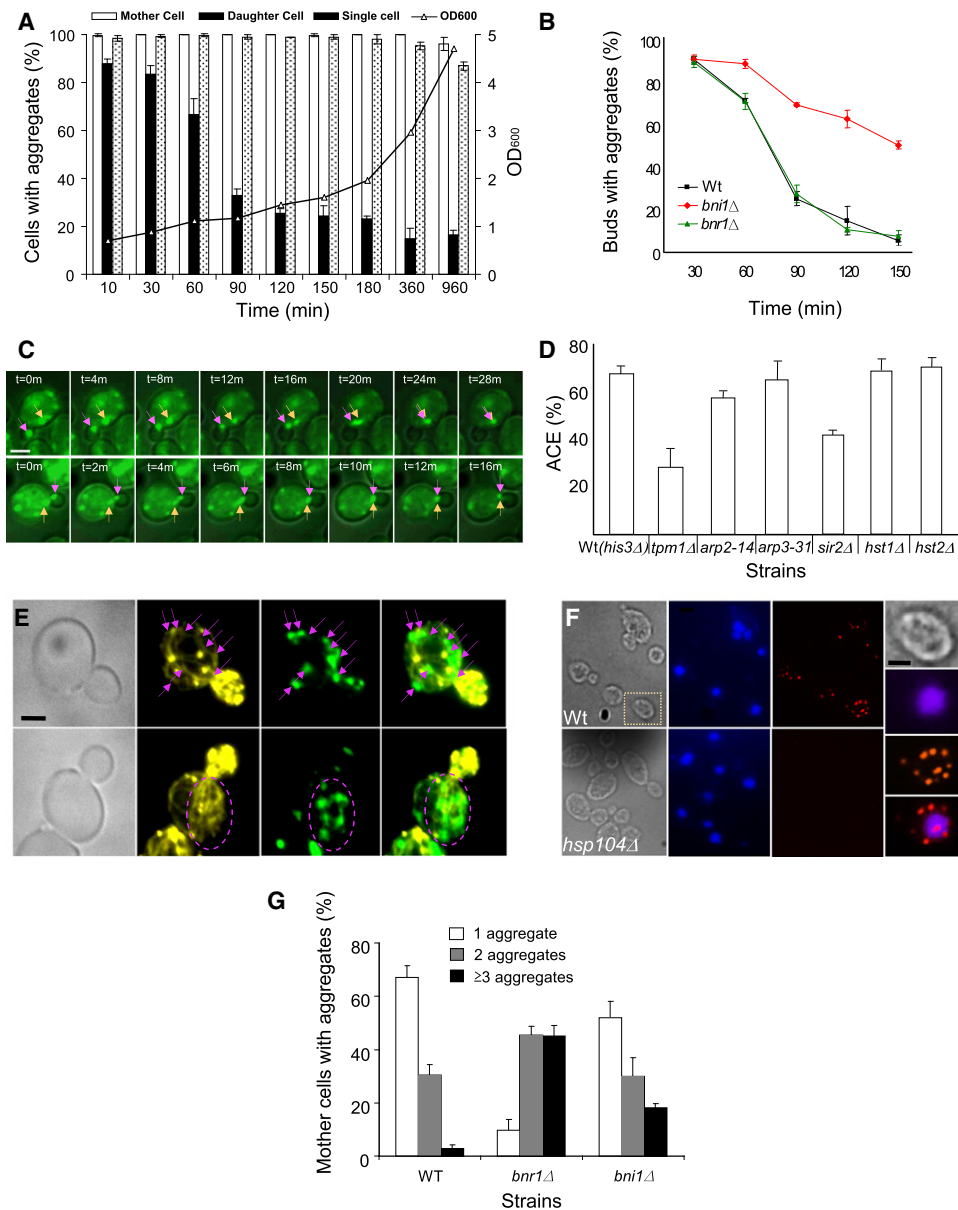 A
Mother Cell
Daughter Cell
Single cell
OD600
Cells with aggregates (%)
100
80
60
40
20
0
5
4
3
2
1
0
OD600
10 30 60 90 120 150 180 360 960
Time (min)
B
Buds with aggregates (%)
100
80
60
40
20
0
Wt
bni1Δ
bnr1Δ
30 60 90 120 150
Time (min)
C
t=0m t=4m t=8m t=12m t=16m t=20m t=24m t=28m
t=0m t=2m t=4m t=6m t=8m t=10m t=12m t=16m
D
ACE (%)
80
60
40
20
Wt(his3Δ) tpm1Δ arp2-14 arp3-31 sir2Δ hst1Δ hst2Δ
Strains
E
F
Wt
hsp104Δ
G
Mother cells with aggregates (%)
80
60
40
20
0
1 aggregate
2 aggregates
≥3 aggregates
WT bnr1Δ bni1Δ
Strains